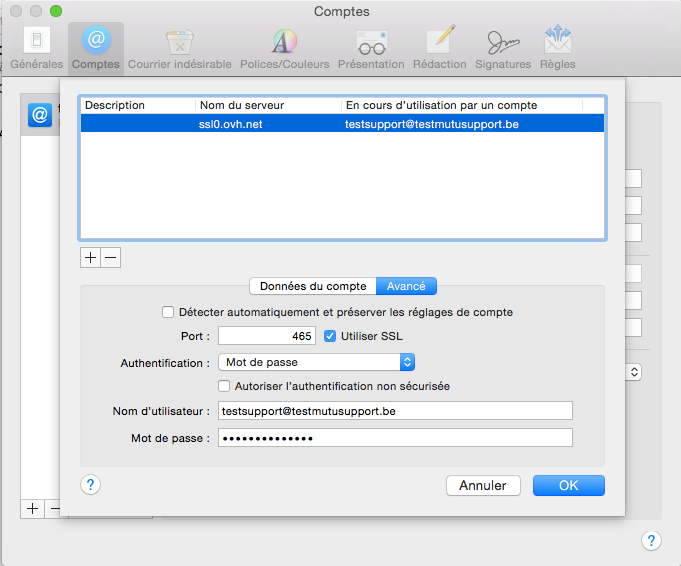 Comptes
Générales Comptes Courrier indésirable Polices/Couleurs Présentation Rédaction Signatures Règles
Description Nom du serveur En cours d'utilisation par un compte
ssl0.ovh.net testsupport@testmutusupport.be
Données du compte Avancé
Détecter automatiquement et préserver les réglages de compte
Port : 465 Utiliser SSL
Authentification : Mot de passe
Autoriser l'authentification non sécurisée
Nom d'utilisateur : testsupport@testmutusupport.be
Mot de passe : ••••••••••••••
? Annuler OK
?